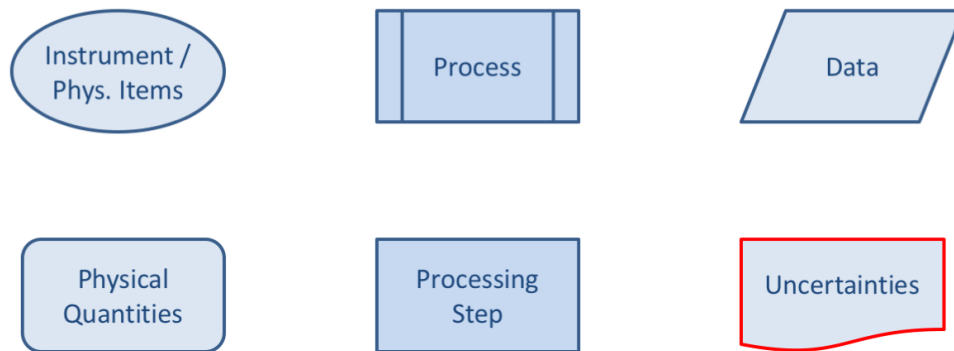 Instrument /
Phys. Items
Process
Data
Physical
Quantities
Processing
Step
Uncertainties